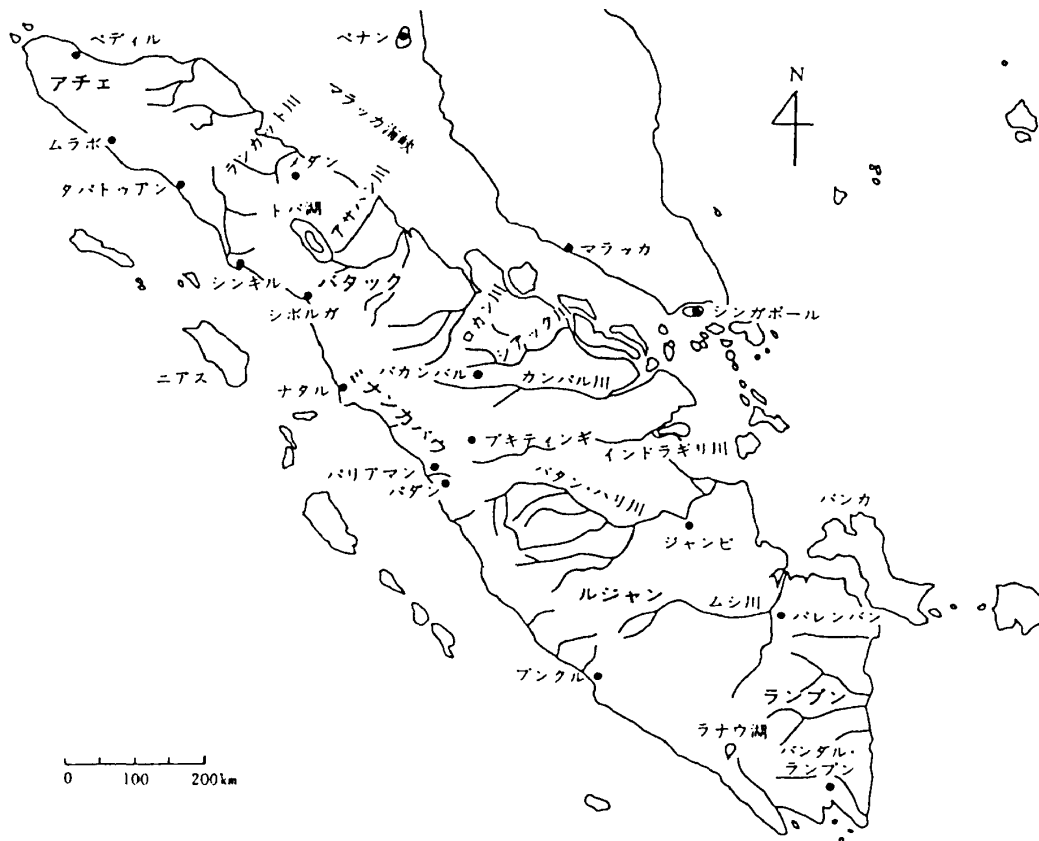 ペディル
アチェ
ペナン
N
ムラボ
タパトゥアン
ランカット川
マラッカ海峡
メダン
トバ湖
アサハン川
マラッカ
シンガポール
シンギル
シボルガ
バタック
ロカン川
シアック川
ニアス
ナタル
パカンバル
カンパル川
ミナンカバウ
ブキティンギ
インドラギリ川
パリアマン
パダン
バタン・ハリ川
ジャンビ
バンカ
ルジャン
ムシ川
パレンバン
ブンクル
ランプン
ラナウ湖
バンダル・
ランプン
0 100 200km